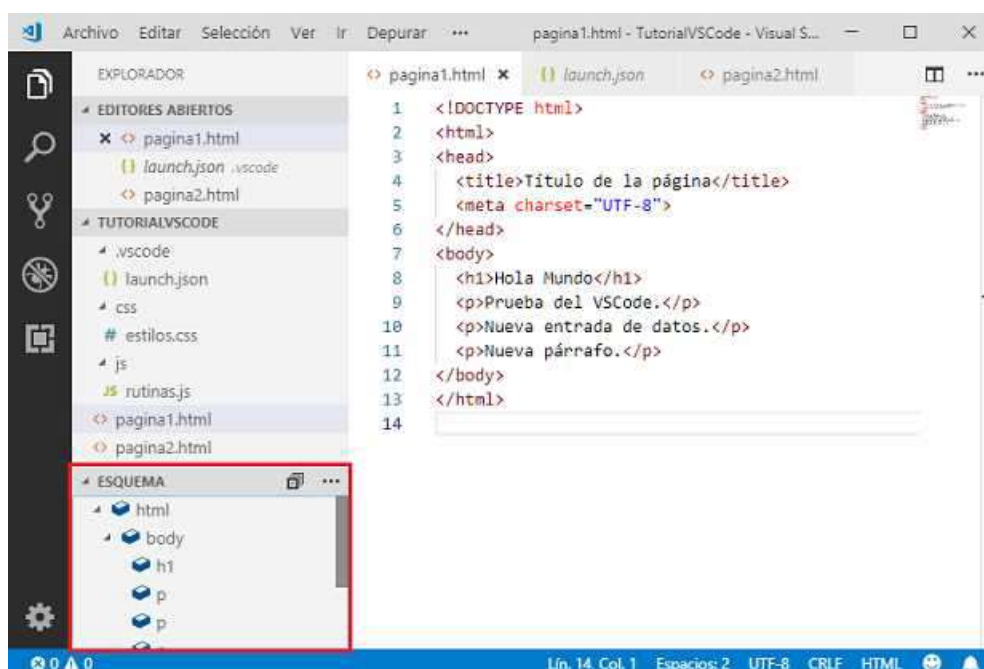 Archivo Editar Selección Ver Ir Depurar ••• pagina1.html - TutorialVSCode - Visual S...
EXPLORADOR
EDITORES ABIERTOS
pagina1.html
launch.json .vscode
pagina2.html
TUTORIALVSCODE
.vscode
launch.json
css
# estilos.css
js
JS rutinas.js
pagina1.html
pagina2.html
ESQUEMA
html
body
h1
p
p
pagina1.html launch.json pagina2.html
1 <!DOCTYPE html>
2 <html>
3 <head>
4 <title>Título de la página</title>
5 <meta charset="UTF-8">
6 </head>
7 <body>
8 <h1>Hola Mundo</h1>
9 <p>Prueba del VSCode.</p>
10 <p>Nueva entrada de datos.</p>
11 <p>Nueva párrafo.</p>
12 </body>
13 </html>
14
0 0 Lín. 14, Col. 1 Espacios: 2 UTF-8 CRLF HTML